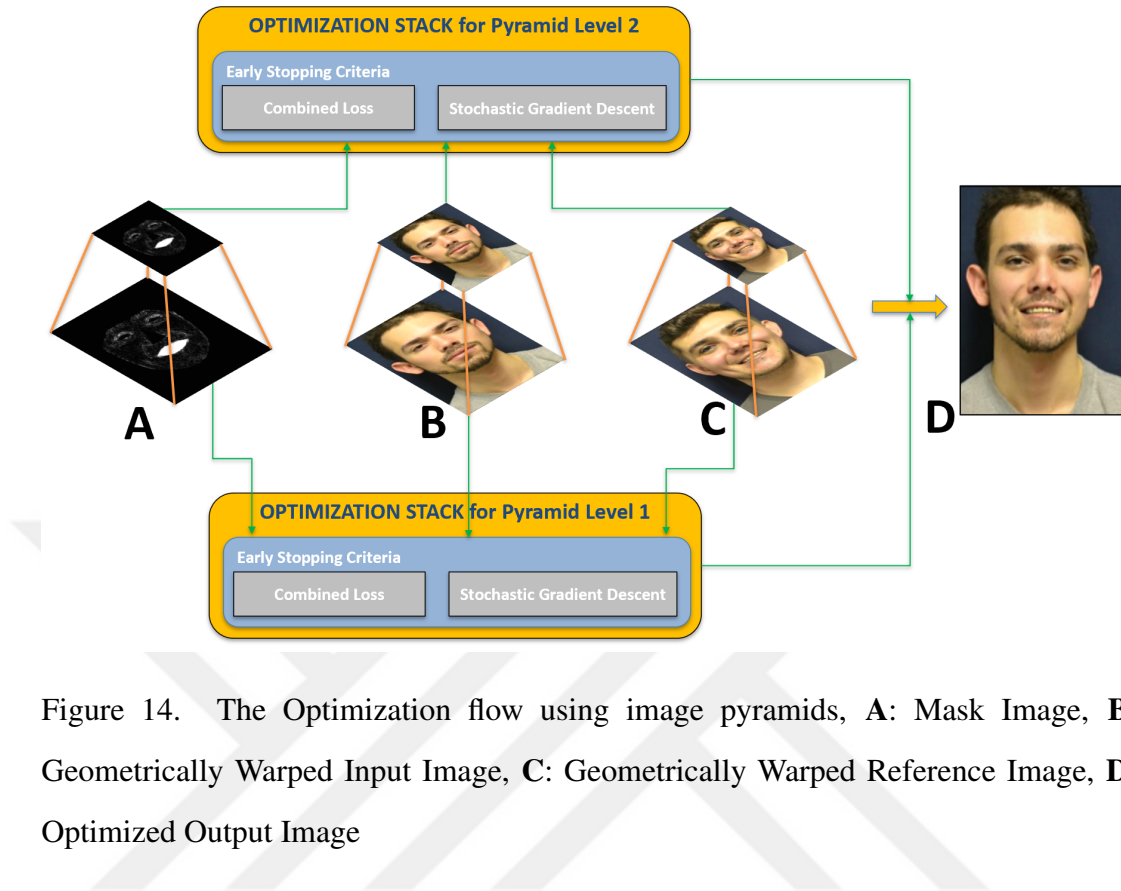 OPTIMIZATION STACK for Pyramid Level 2
Early Stopping Criteria
Combined Loss
Stochastic Gradient Descent
A
B
C
D
OPTIMIZATION STACK for Pyramid Level 1
Early Stopping Criteria
Combined Loss
Stochastic Gradient Descent
Figure 14. The Optimization flow using image pyramids, A: Mask Image, B
Geometrically Warped Input Image, C: Geometrically Warped Reference Image, D
Optimized Output Image